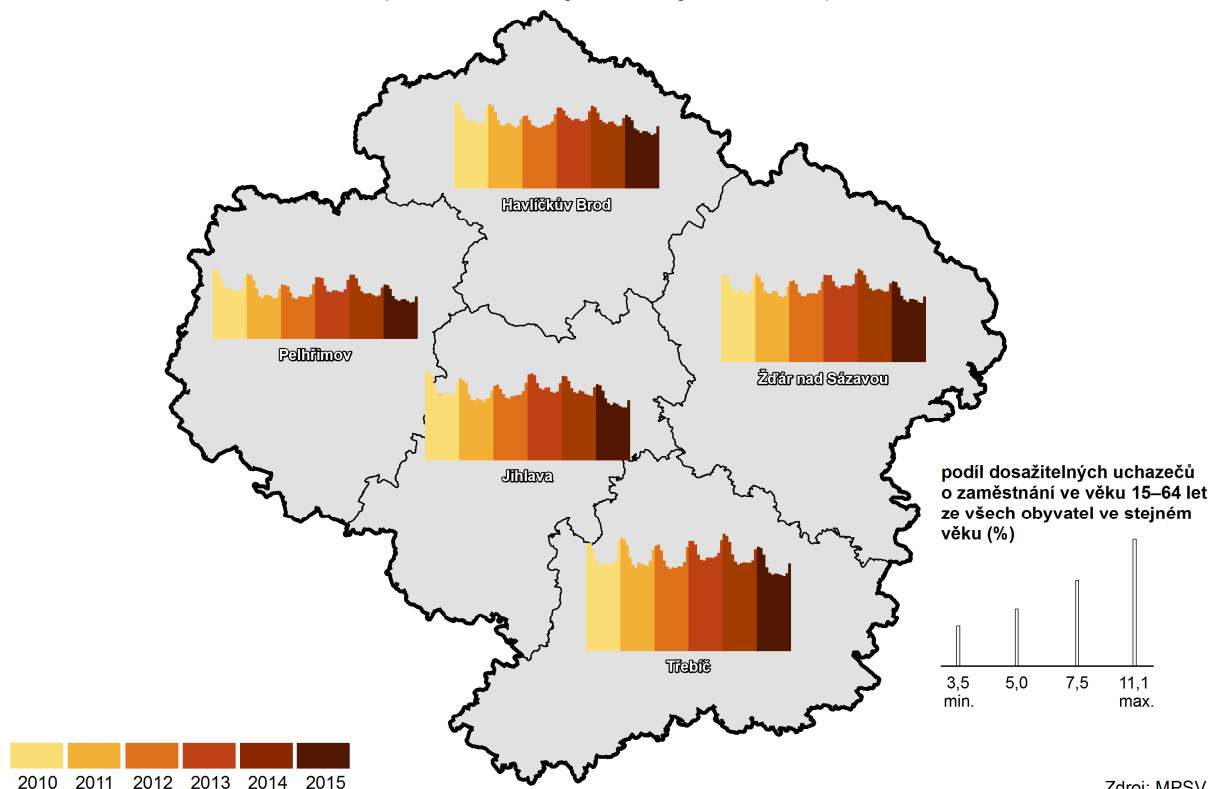 Havlíčkův Brod
Pelhřimov
Žďár nad Sázavou
Jihlava
Třebíč
podíl dosažitelných uchazečů
o zaměstnání ve věku 15–64 let
ze všech obyvatel ve stejném
věku (%)
3,5 5,0 7,5 11,1
min. max.
2010 2011 2012 2013 2014 2015
Zdroj: MPSV